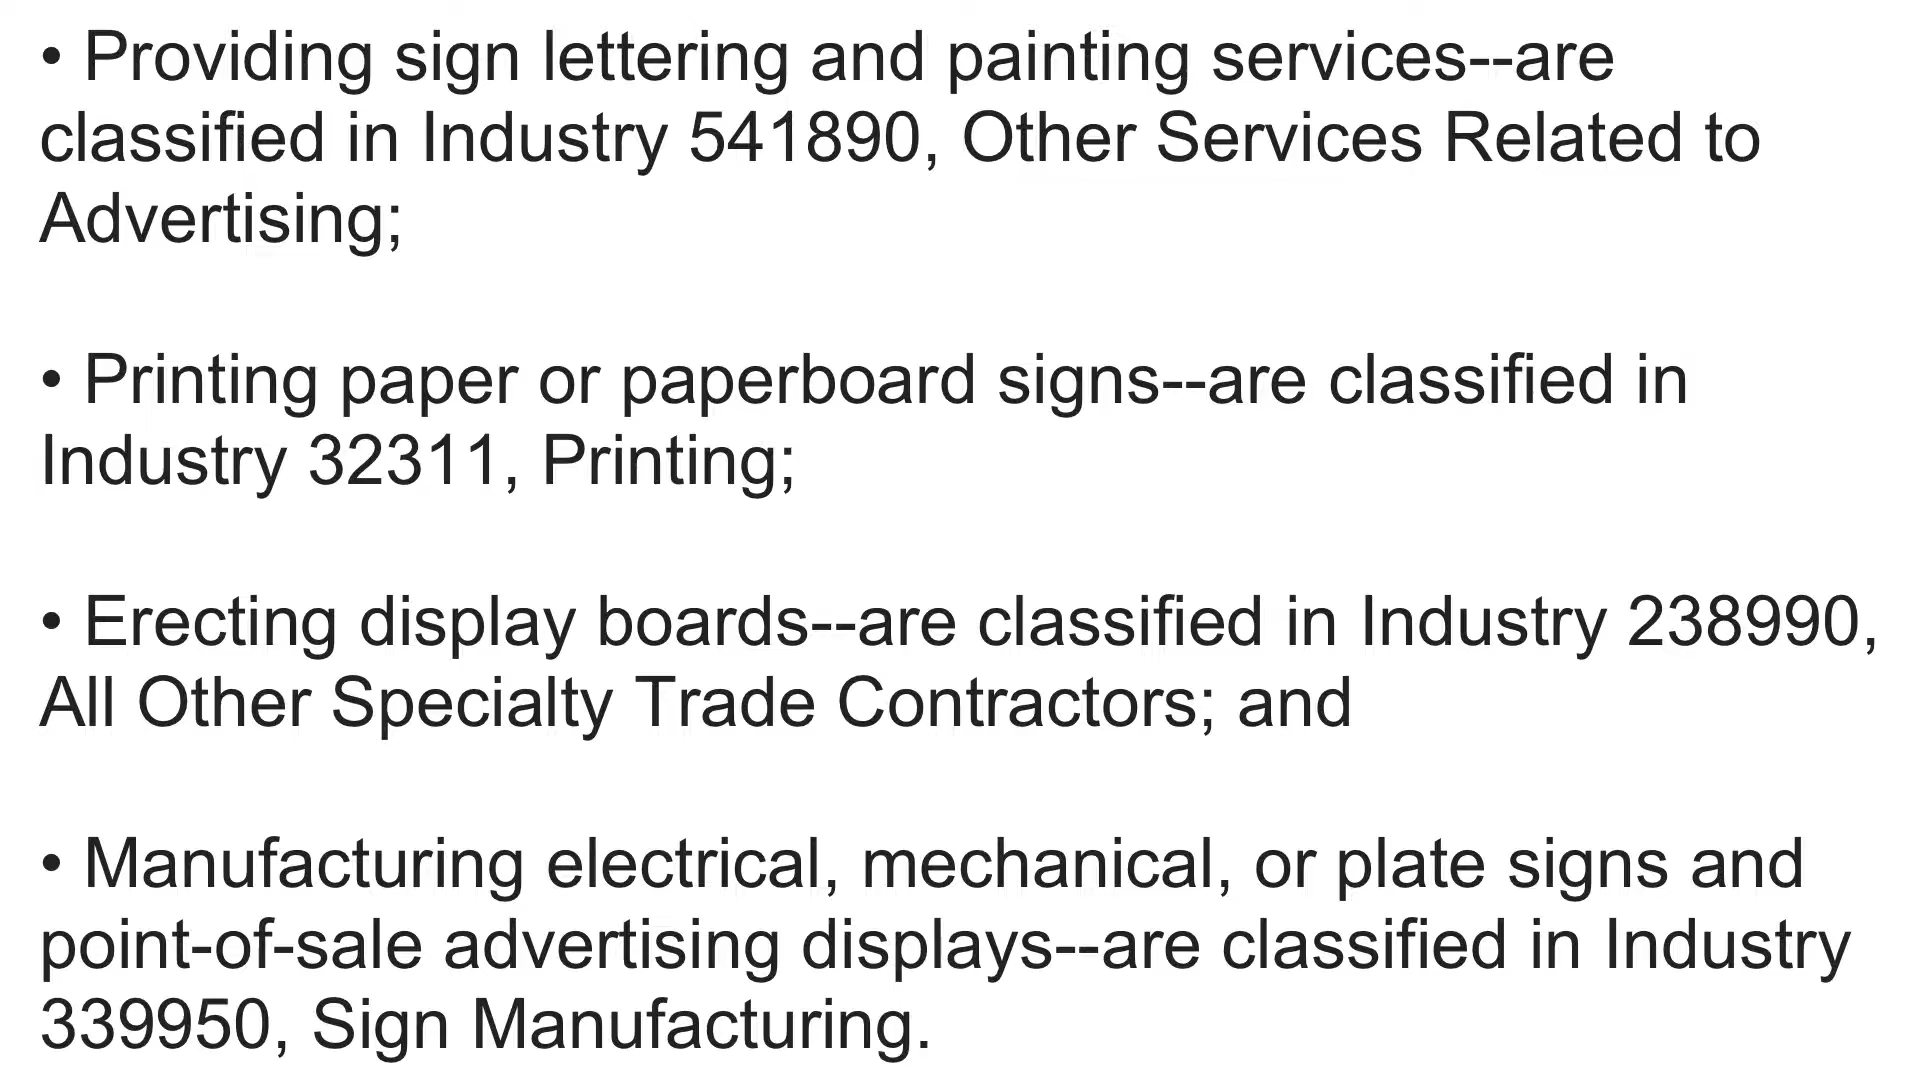 • Providing sign lettering and painting services--are
classified in Industry 541890, Other Services Related to
Advertising;
• Printing paper or paperboard signs--are classified in
Industry 32311, Printing;
• Erecting display boards--are classified in Industry 238990,
All Other Specialty Trade Contractors; and
• Manufacturing electrical, mechanical, or plate signs and
point-of-sale advertising displays--are classified in Industry
339950, Sign Manufacturing.